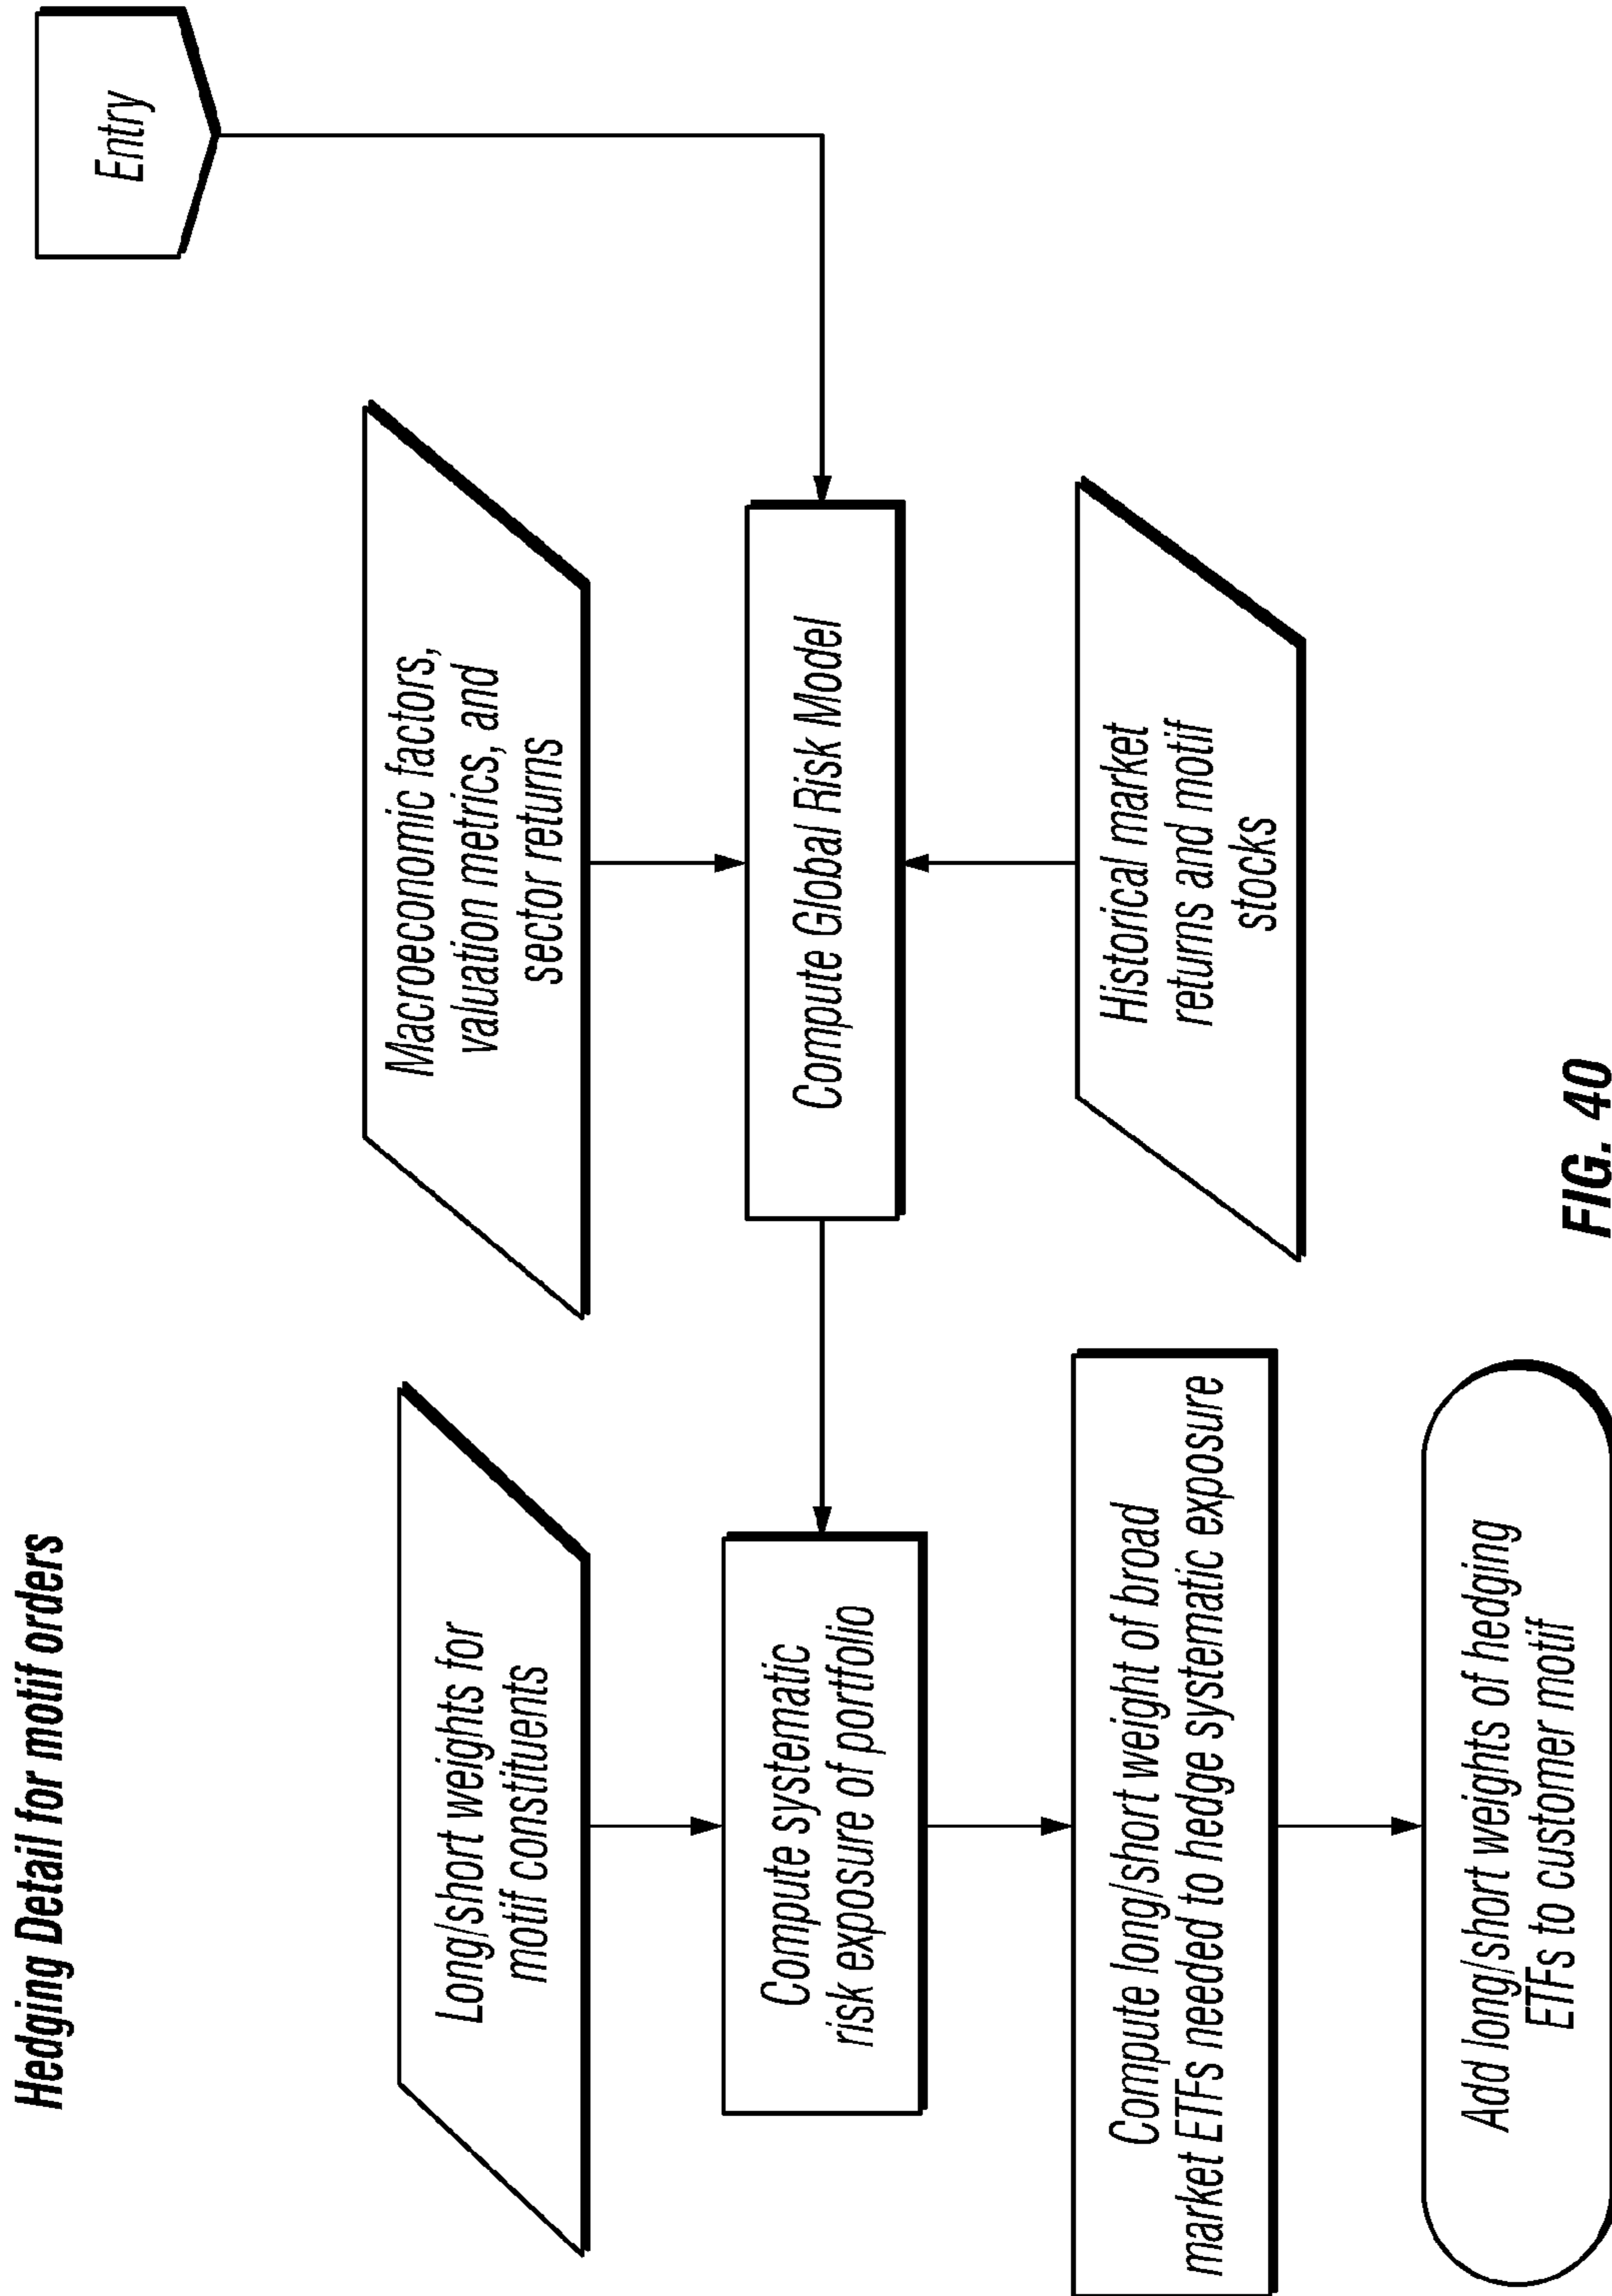 Hedging Detail for motif orders
Entry
Macroeconomic factors,
valuation metrics, and
sector returns
Long/short weights for
motif constituents
Compute Global Risk Model
Compute systematic
risk exposure of portfolio
Historical market
returns and motif
stocks
Compute long/short weight of broad
market ETFs needed to hedge systematic exposure
Add long/short weights of hedging
ETFs to customer motif
FIG. 40